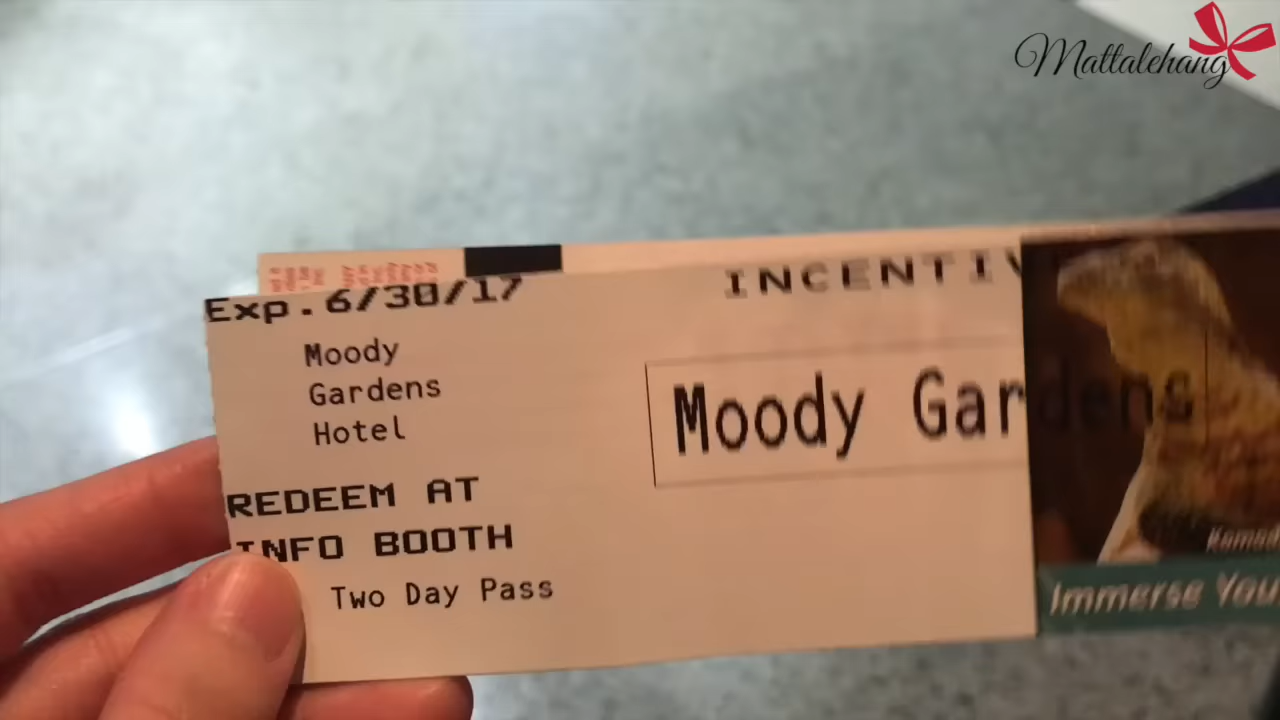 Mattalehang
Exp.6/30/17
INCENTIV
Moody
Gardens
Hotel
Moody Gardens
REDEEM AT
INFO BOOTH
Two Day Pass
Komod
Immerse You